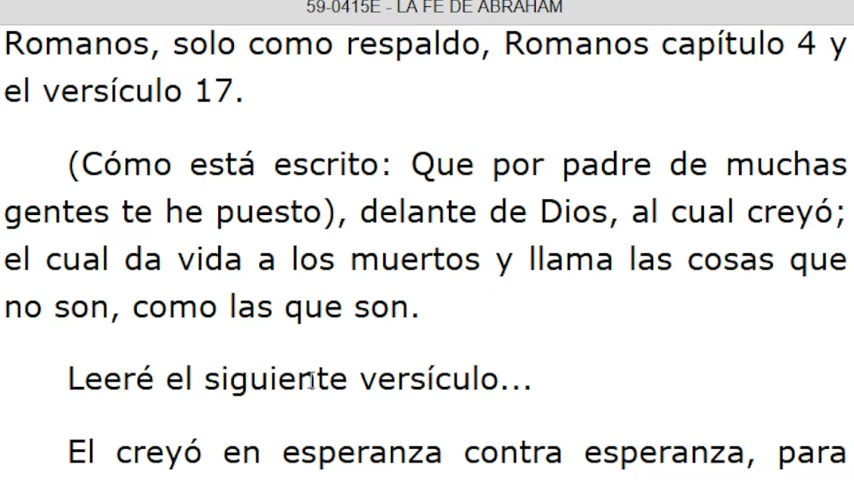 59-0415E - LA FE DE ABRAHAM
Romanos, solo como respaldo, Romanos capítulo 4 y
el versículo 17.
(Cómo está escrito: Que por padre de muchas
gentes te he puesto), delante de Dios, al cual creyó;
el cual da vida a los muertos y llama las cosas que
no son, como las que son.
Leeré el siguiente versículo...
El creyó en esperanza contra esperanza, para